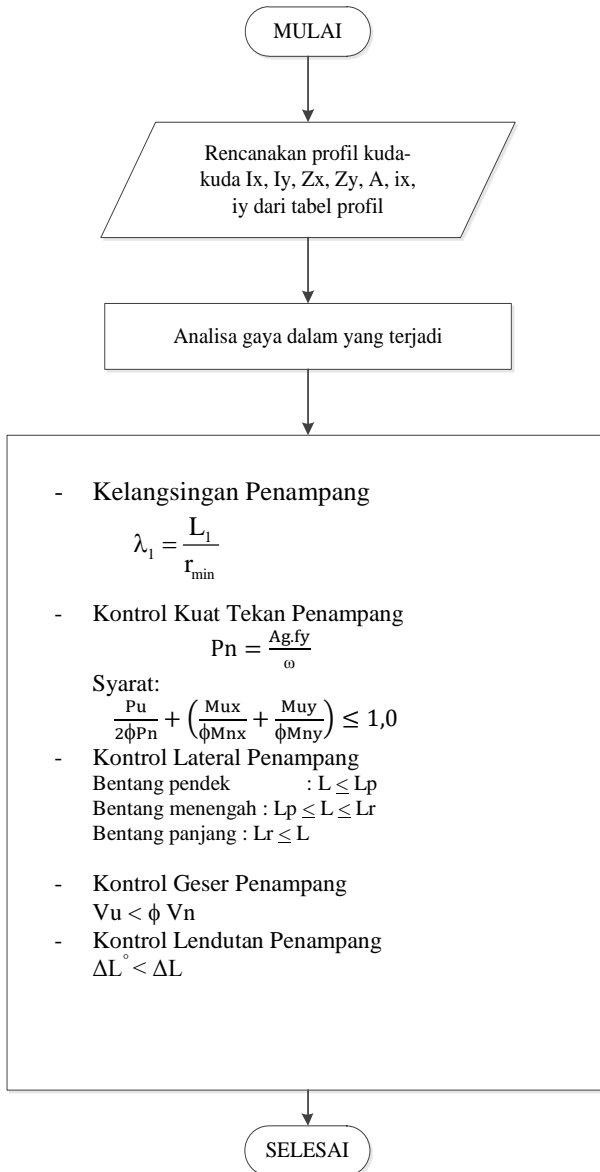 MULAI
Rencanakan profil kuda-
kuda Ix, Iy, Zx, Zy, A, ix,
iy dari tabel profil
Analisa gaya dalam yang terjadi
- Kelangsingan Penampang
λ₁ = L₁ / r_min
- Kontrol Kuat Tekan Penampang
Pn = Ag.fy / ω
Syarat:
Pu / 2ϕPn + (Mux / ϕMnx + Muy / ϕMny) ≤ 1,0
- Kontrol Lateral Penampang
Bentang pendek : L ≤ Lp
Bentang menengah : Lp ≤ L ≤ Lr
Bentang panjang : Lr ≤ L
- Kontrol Geser Penampang
Vu < ϕ Vn
- Kontrol Lendutan Penampang
ΔL° < ΔL
SELESAI